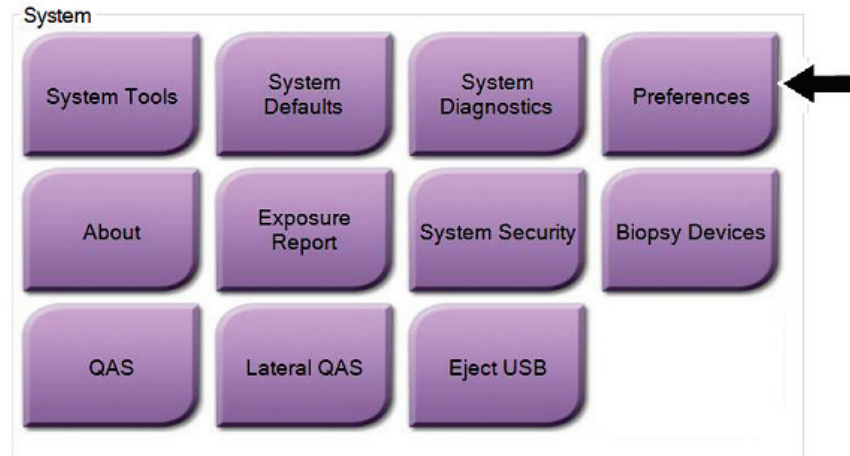 System
System Tools
System
Defaults
System
Diagnostics
Preferences
About
Exposure
Report
System Security
Biopsy Devices
QAS
Lateral QAS
Eject USB